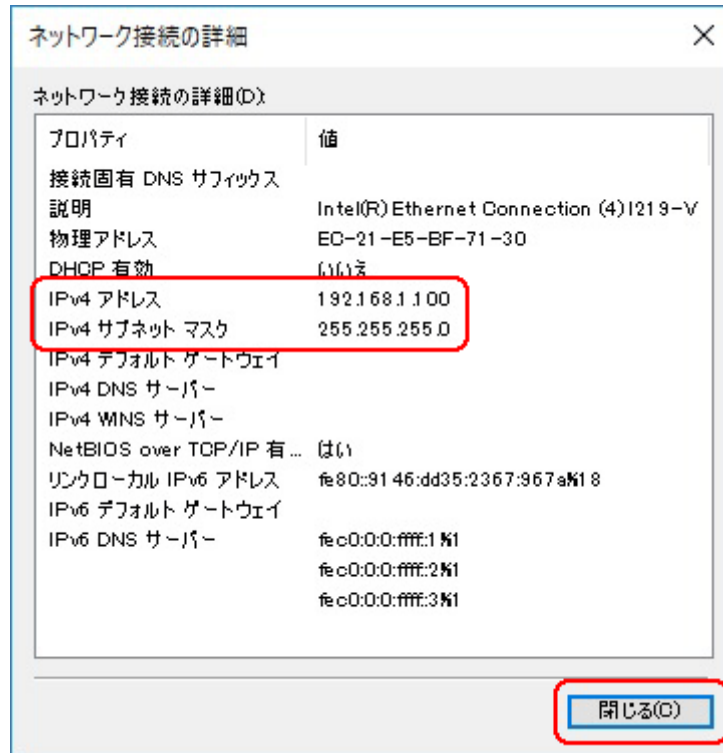 ネットワーク接続の詳細
ネットワーク接続の詳細(D):
プロパティ 値
接続固有 DNS サフィックス
説明 Intel(R) Ethernet Connection (4) I219-V
物理アドレス EC-21-E5-BF-71-30
DHCP 有効 いいえ
IPv4 アドレス 192.168.1.100
IPv4 サブネット マスク 255.255.255.0
IPv4 デフォルト ゲートウェイ
IPv4 DNS サーバー
IPv4 WINS サーバー
NetBIOS over TCP/IP 有... はい
リンクローカル IPv6 アドレス fe80::9146:dd35:2367:967a%18
IPv6 デフォルト ゲートウェイ
IPv6 DNS サーバー fec0:0:0:ffff::1%1
fec0:0:0:ffff::2%1
fec0:0:0:ffff::3%1
閉じる(C)